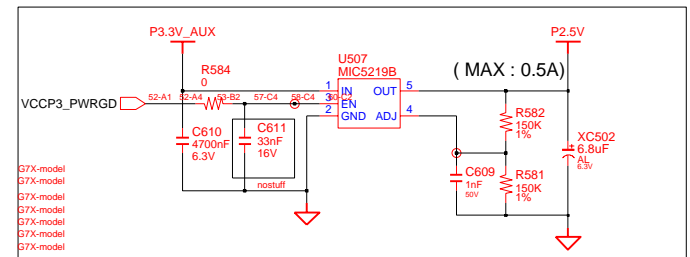 P3.3V_AUX
P2.5V
U507
MIC5219B
( MAX : 0.5A)
R584
0
1 IN OUT 5
3 EN
2 GND ADJ 4
VCCP3_PWRGD
52-A1 52-A4 53-B2 57-C4 58-C4
R582
150K
1%
C610
4700nF
6.3V
C611
33nF
16V
nostuff
XC502
6.8uF
AL
6.3V
C609
1nF
50V
R581
150K
1%
G7X-model
G7X-model
G7X-model
G7X-model
G7X-model
G7X-model
G7X-model